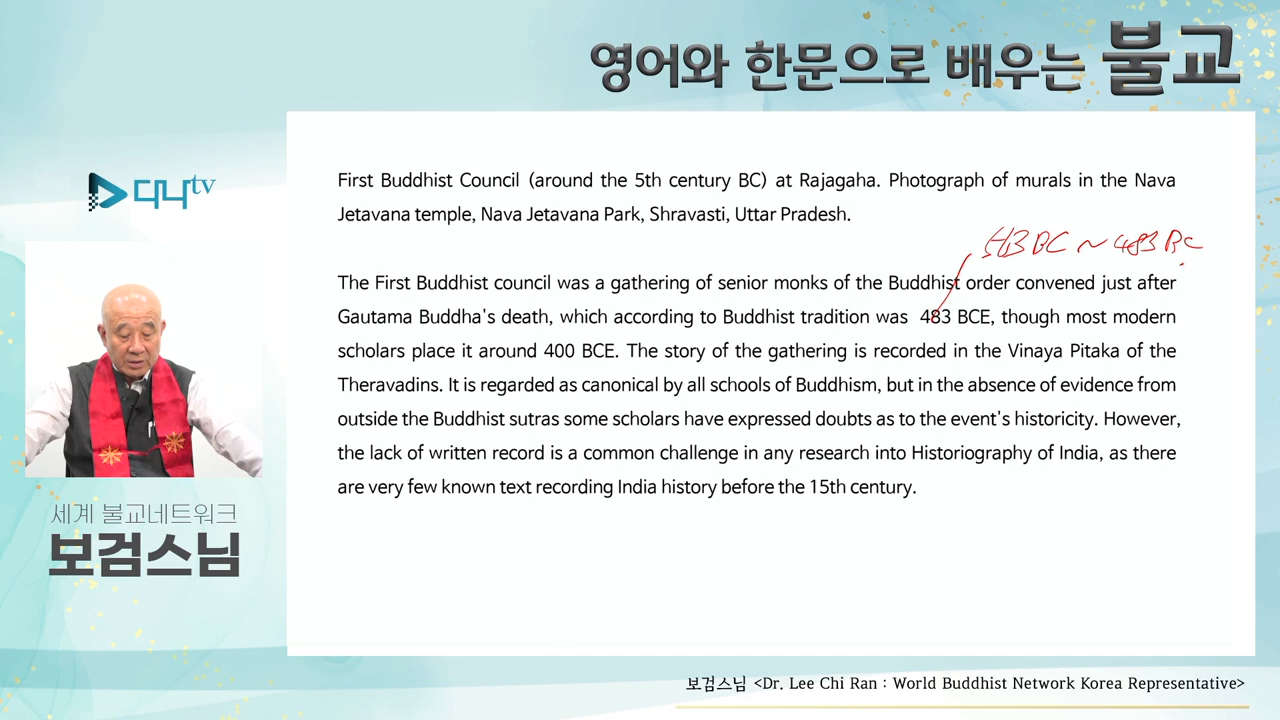 영어와 한문으로 배우는 불교
다나tv
First Buddhist Council (around the 5th century BC) at Rajagaha. Photograph of murals in the Nava
Jetavana temple, Nava Jetavana Park, Shravasti, Uttar Pradesh.
BC ~ 483 BC
The First Buddhist council was a gathering of senior monks of the Buddhist order convened just after
Gautama Buddha's death, which according to Buddhist tradition was 483 BCE, though most modern
scholars place it around 400 BCE. The story of the gathering is recorded in the Vinaya Pitaka of the
Theravadins. It is regarded as canonical by all schools of Buddhism, but in the absence of evidence from
outside the Buddhist sutras some scholars have expressed doubts as to the event's historicity. However,
the lack of written record is a common challenge in any research into Historiography of India, as there
are very few known text recording India history before the 15th century.
세계 불교네트워크
보검스님
보검스님 <Dr. Lee Chi Ran : World Buddhist Network Korea Representative>